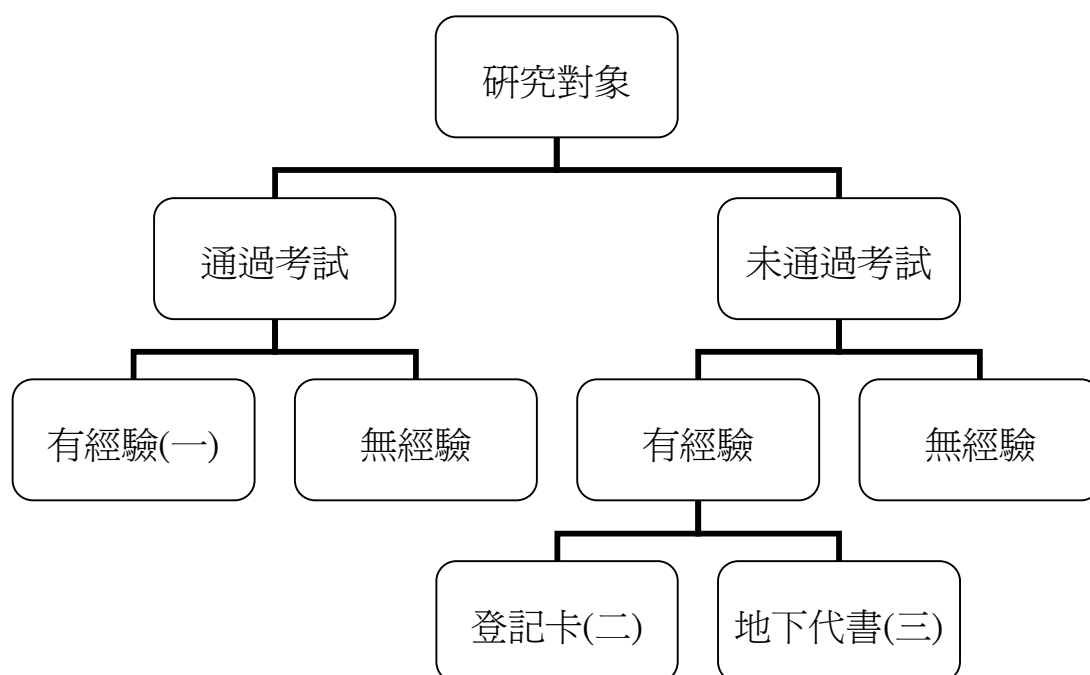 研究對象
通過考試
未通過考試
有經驗(一)
無經驗
有經驗
無經驗
登記卡(二)
地下代書(三)